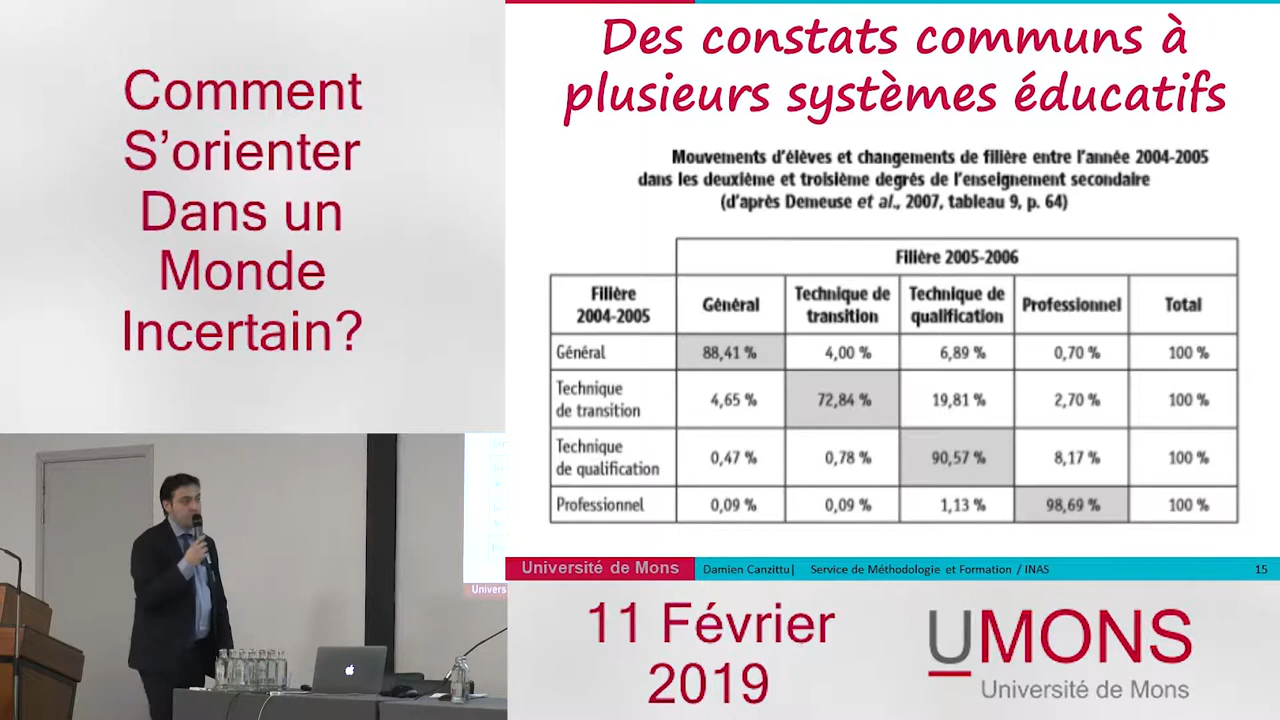 Comment
S'orienter
Dans un
Monde
Incertain?
Des constats communs à
plusieurs systèmes éducatifs
Mouvements d'élèves et changements de filière entre l'année 2004-2005
dans les deuxième et troisième degrés de l'enseignement secondaire
(d'après Demeuse et al., 2007, tableau 9, p. 64)
Filière 2005-2006
Filière 2004-2005 Général Technique de transition Technique de qualification Professionnel Total
Général 88,41 % 4,00 % 6,89 % 0,70 % 100 %
Technique de transition 4,65 % 72,84 % 19,81 % 2,70 % 100 %
Technique de qualification 0,47 % 0,78 % 90,57 % 8,17 % 100 %
Professionnel 0,09 % 0,09 % 1,13 % 98,69 % 100 %
Université de Mons Damien Canzittu| Service de Méthodologie et Formation / INAS 15
Univers
11 Février
2019
UMONS
Université de Mons